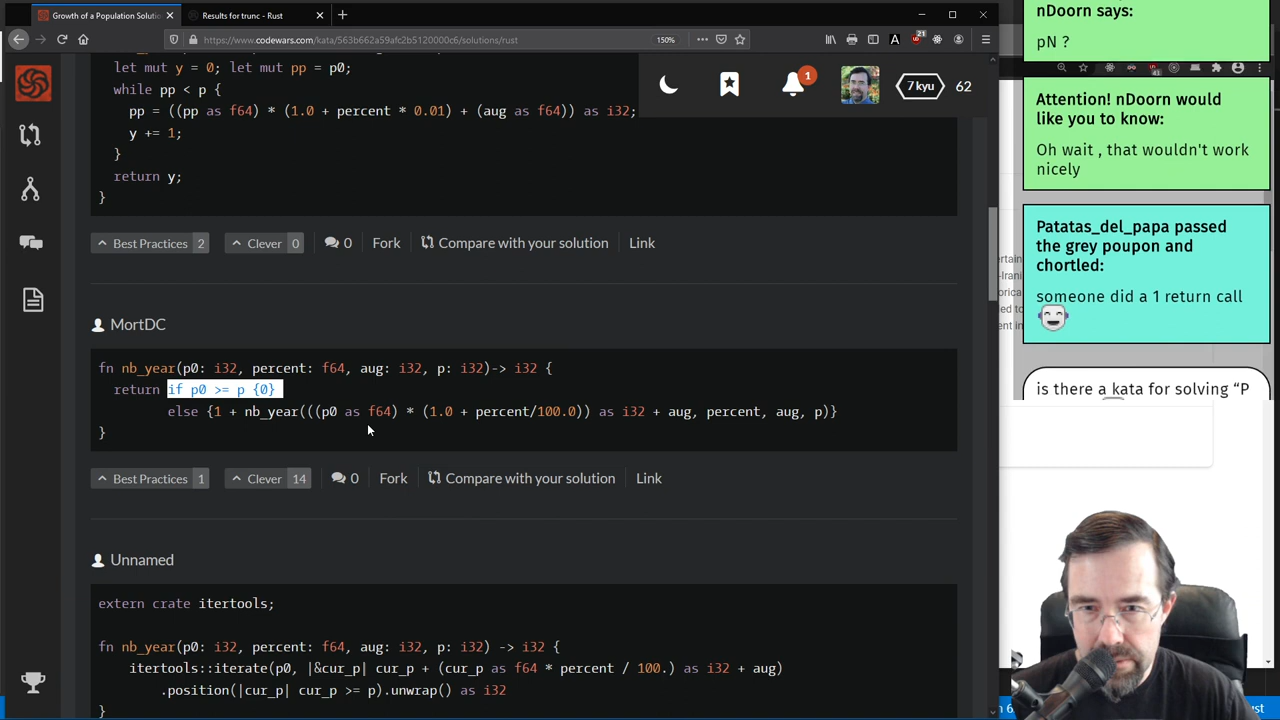 Growth of a Population Solutio
Results for trunc - Rust
https://www.codewars.com/kata/563b662a59afc2b5120000c6/solutions/rust
150%
21
let mut y = 0; let mut pp = p0;
while pp < p {
pp = ((pp as f64) * (1.0 + percent * 0.01) + (aug as f64)) as i32;
y += 1;
}
return y;
}
1
7 kyu
62
Best Practices 2
Clever 0
0
Fork
Compare with your solution
Link
MortDC
fn nb_year(p0: i32, percent: f64, aug: i32, p: i32)-> i32 {
return if p0 >= p {0}
else {1 + nb_year(((p0 as f64) * (1.0 + percent/100.0)) as i32 + aug, percent, aug, p)}
}
Best Practices 1
Clever 14
0
Fork
Compare with your solution
Link
Unnamed
extern crate itertools;
fn nb_year(p0: i32, percent: f64, aug: i32, p: i32) -> i32 {
itertools::iterate(p0, |&cur_p| cur_p + (cur_p as f64 * percent / 100.) as i32 + aug)
.position(|cur_p| cur_p >= p).unwrap() as i32
}
nDoorn says:
pN ?
Attention! nDoorn would
like you to know:
Oh wait , that wouldn't work
nicely
Patatas_del_papa passed
the grey poupon and
chortled:
someone did a 1 return call
is there a kata for solving “P